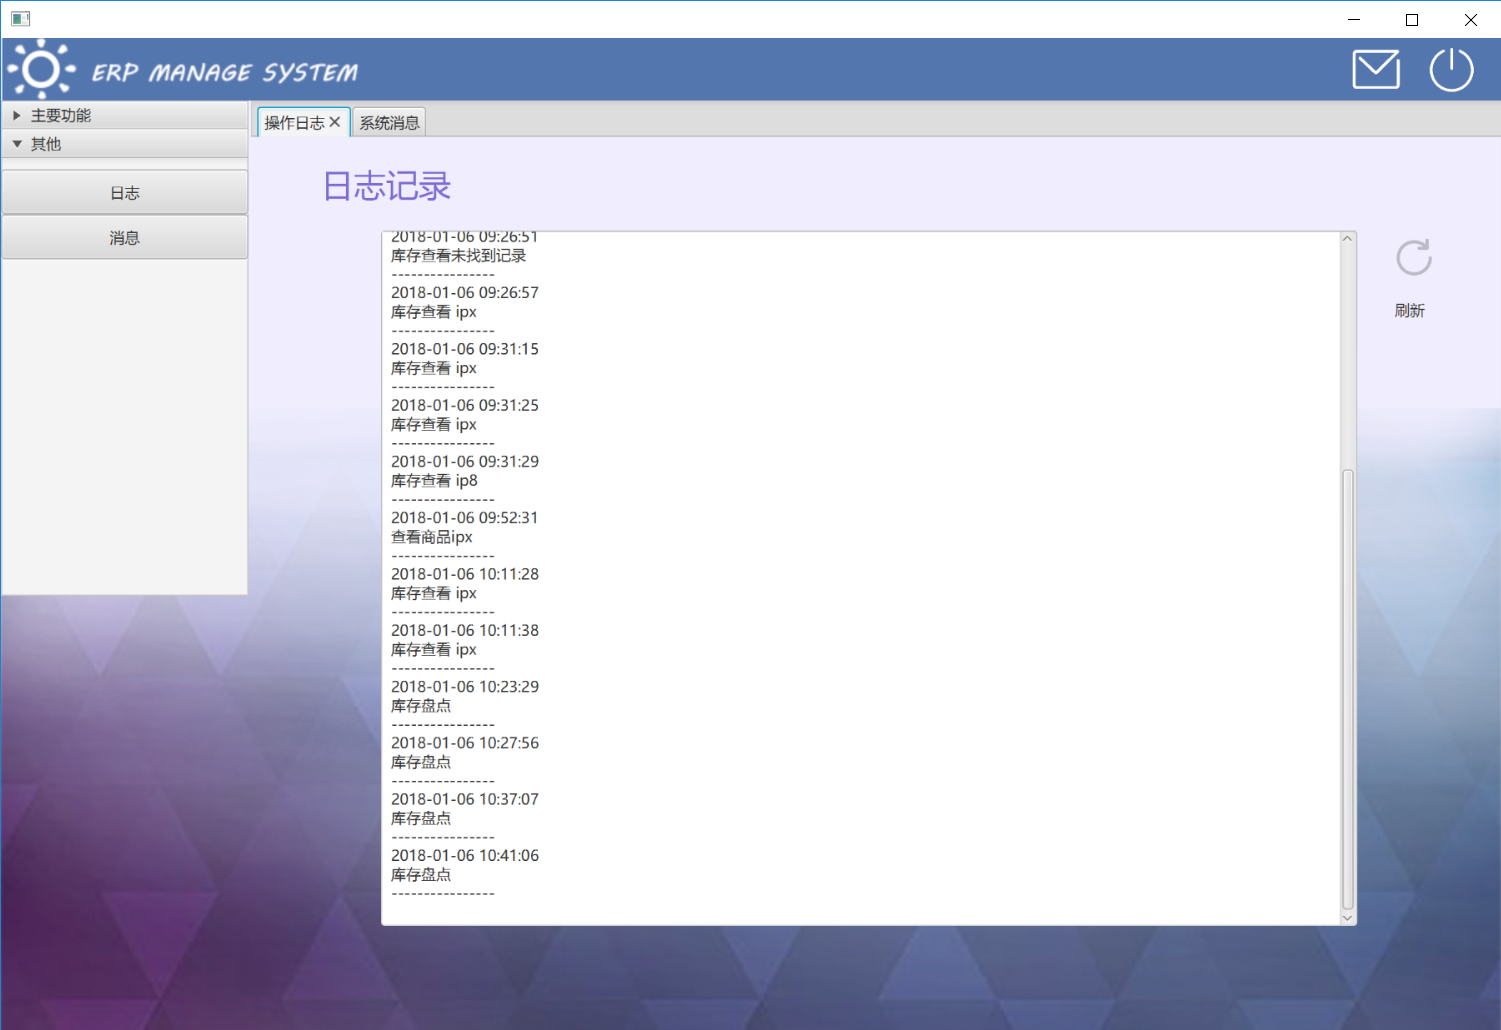 ERP MANAGE SYSTEM
主要功能
其他
日志
消息
操作日志
系统消息
日志记录
2018-01-06 09:26:51
库存查看未找到记录
----------------
2018-01-06 09:26:57
库存查看 ipx
----------------
2018-01-06 09:31:15
库存查看 ipx
----------------
2018-01-06 09:31:25
库存查看 ipx
----------------
2018-01-06 09:31:29
库存查看 ip8
----------------
2018-01-06 09:52:31
查看商品ipx
----------------
2018-01-06 10:11:28
库存查看 ipx
----------------
2018-01-06 10:11:38
库存查看 ipx
----------------
2018-01-06 10:23:29
库存盘点
----------------
2018-01-06 10:27:56
库存盘点
----------------
2018-01-06 10:37:07
库存盘点
----------------
2018-01-06 10:41:06
库存盘点
----------------
刷新